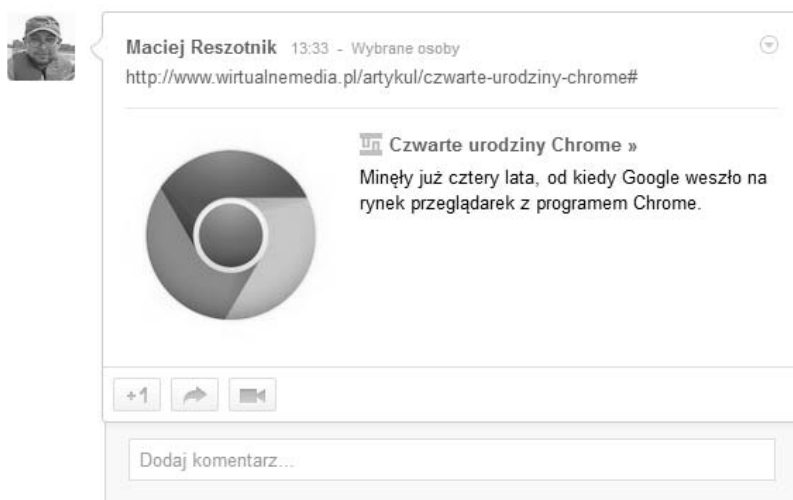 Maciej Reszotnik 13:33 - Wybrane osoby
http://www.wirtualnemedia.pl/artykul/czwarte-urodziny-chrome#
Czwarte urodziny Chrome »
Minęły już cztery lata, od kiedy Google weszło na
rynek przeglądarek z programem Chrome.
+1
Dodaj komentarz...